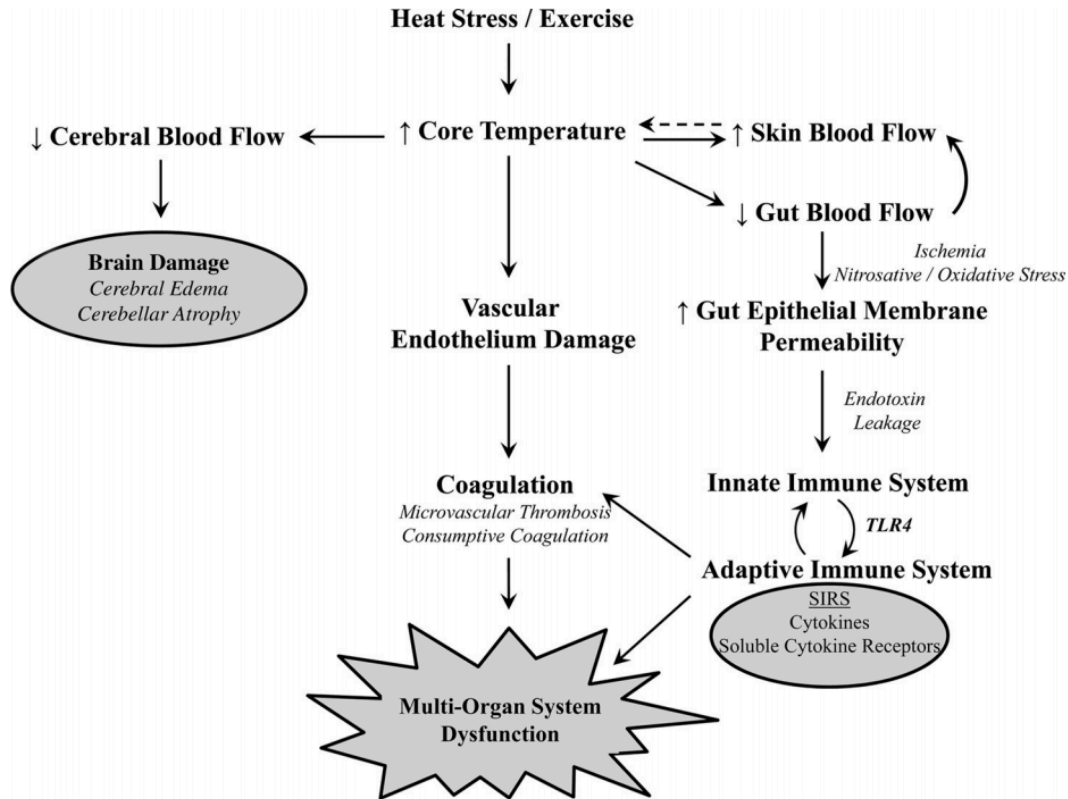 Heat Stress / Exercise
↓ Cerebral Blood Flow
↑ Core Temperature
↑ Skin Blood Flow
↓ Gut Blood Flow
Ischemia
Nitrosative / Oxidative Stress
Brain Damage
Cerebral Edema
Cerebellar Atrophy
Vascular
Endothelium Damage
↑ Gut Epithelial Membrane
Permeability
Endotoxin
Leakage
Coagulation
Microvascular Thrombosis
Consumptive Coagulation
Innate Immune System
TLR4
Adaptive Immune System
SIRS
Cytokines
Soluble Cytokine Receptors
Multi-Organ System
Dysfunction